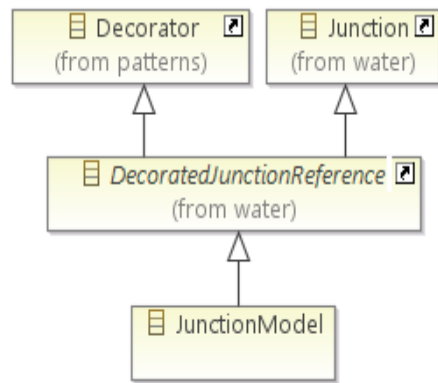 Decorator
(from patterns)
Junction
(from water)
DecoratedJunctionReference
(from water)
JunctionModel